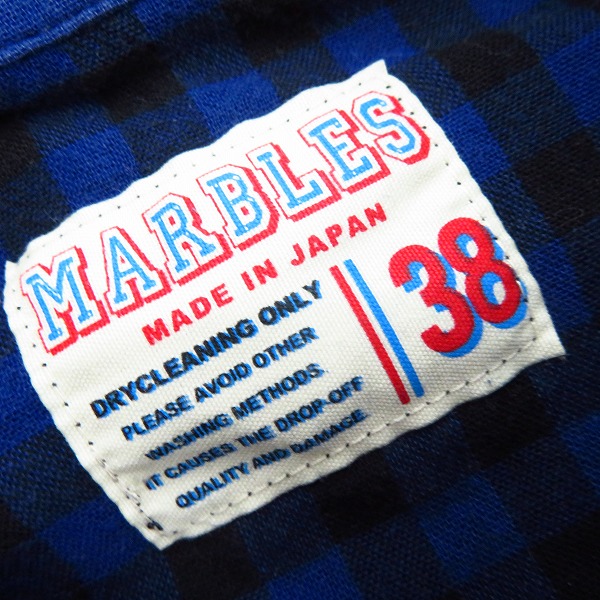 MARBLES
MADE IN JAPAN
38
DRYCLEANING ONLY
PLEASE AVOID OTHER
WASHING METHODS
IT CAUSES THE DROP-OFF
QUALITY AND DAMAGE